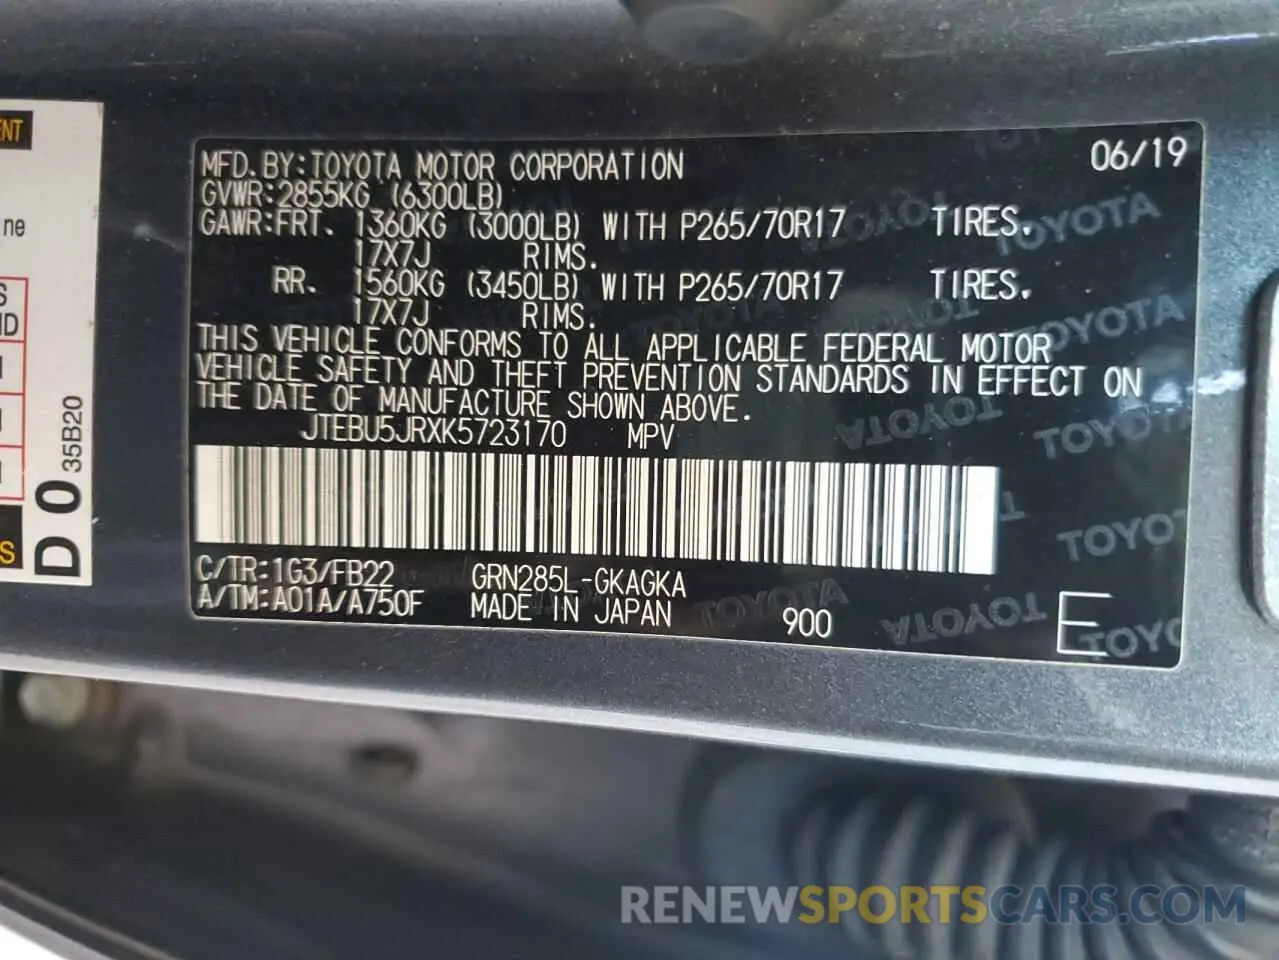 MFD.BY:TOYOTA MOTOR CORPORATION 06/19
GVWR:2855KG (6300LB)
GAWR:FRT. 1360KG (3000LB) WITH P265/70R17 TIRES.
17X7J RIMS.
RR. 1560KG (3450LB) WITH P265/70R17 TIRES.
17X7J RIMS.
THIS VEHICLE CONFORMS TO ALL APPLICABLE FEDERAL MOTOR
VEHICLE SAFETY AND THEFT PREVENTION STANDARDS IN EFFECT ON
THE DATE OF MANUFACTURE SHOWN ABOVE.
JTEBU5JRXK5723170 MPV
C/TR:1G3/FB22 GRN285L-GKAGKA
A/TM:A01A/A750F MADE IN JAPAN 900 E
D0 35B20
RENEWSPORTSCARS.COM/19